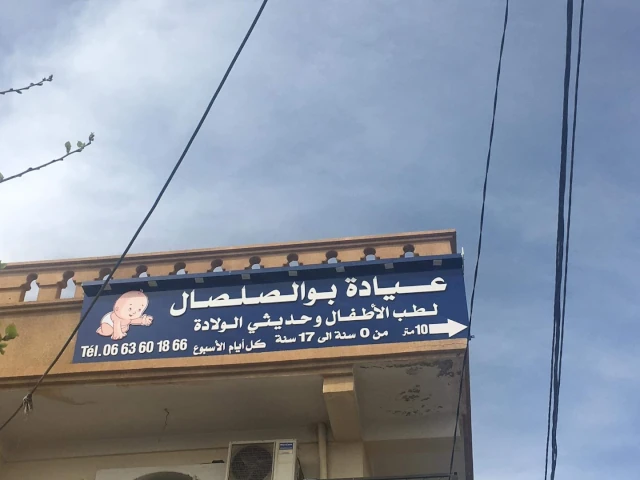 عيادة بوالصلصال
لطب الأطفال وحديثي الولادة
من 0 سنة الى 17 سنة
10 متر
كل أيام الأسبوع
Tél. 06 63 60 18 66